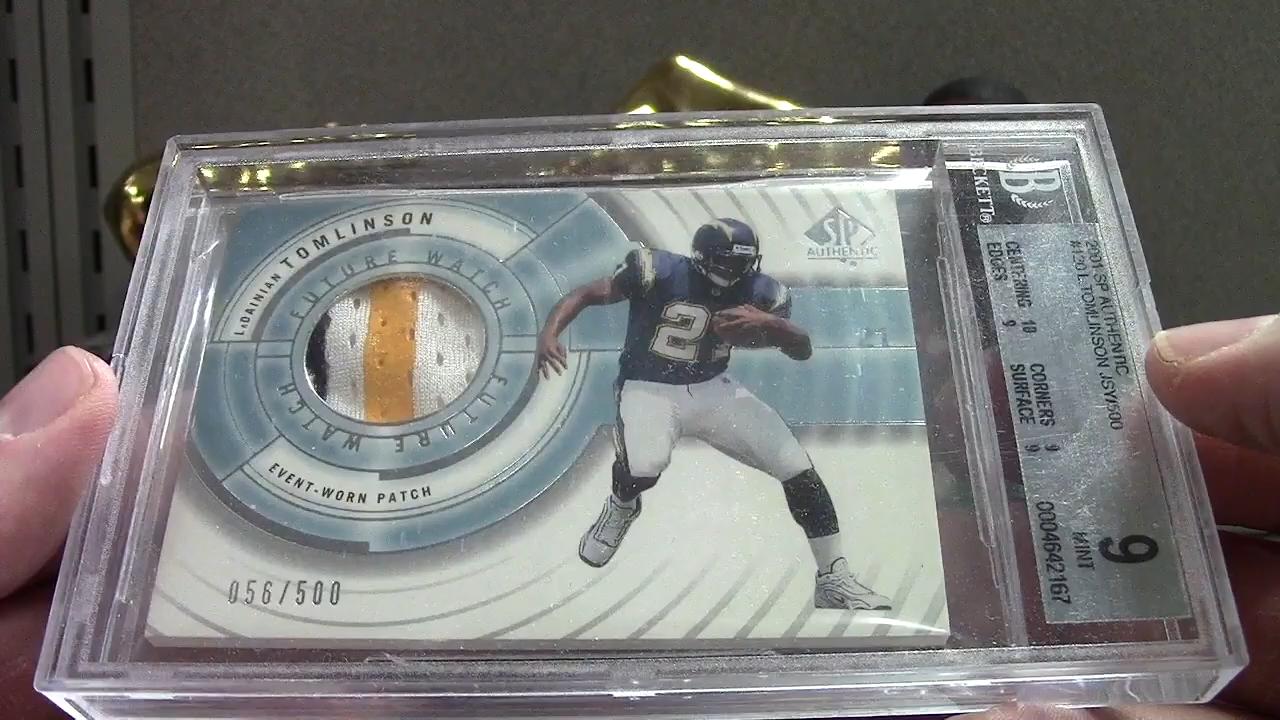 LaDAINIAN TOMLINSON
FUTURE WATCH
FUTURE WATCH
EVENT-WORN PATCH
056/500
SP
AUTHENTIC
2
B
BECKETT®
2001 SP AUTHENTIC
#120 L.TOMLINSON JSY/500
CENTERING 10 CORNERS 9
EDGES 9 SURFACE 9
9
MINT
0004642167